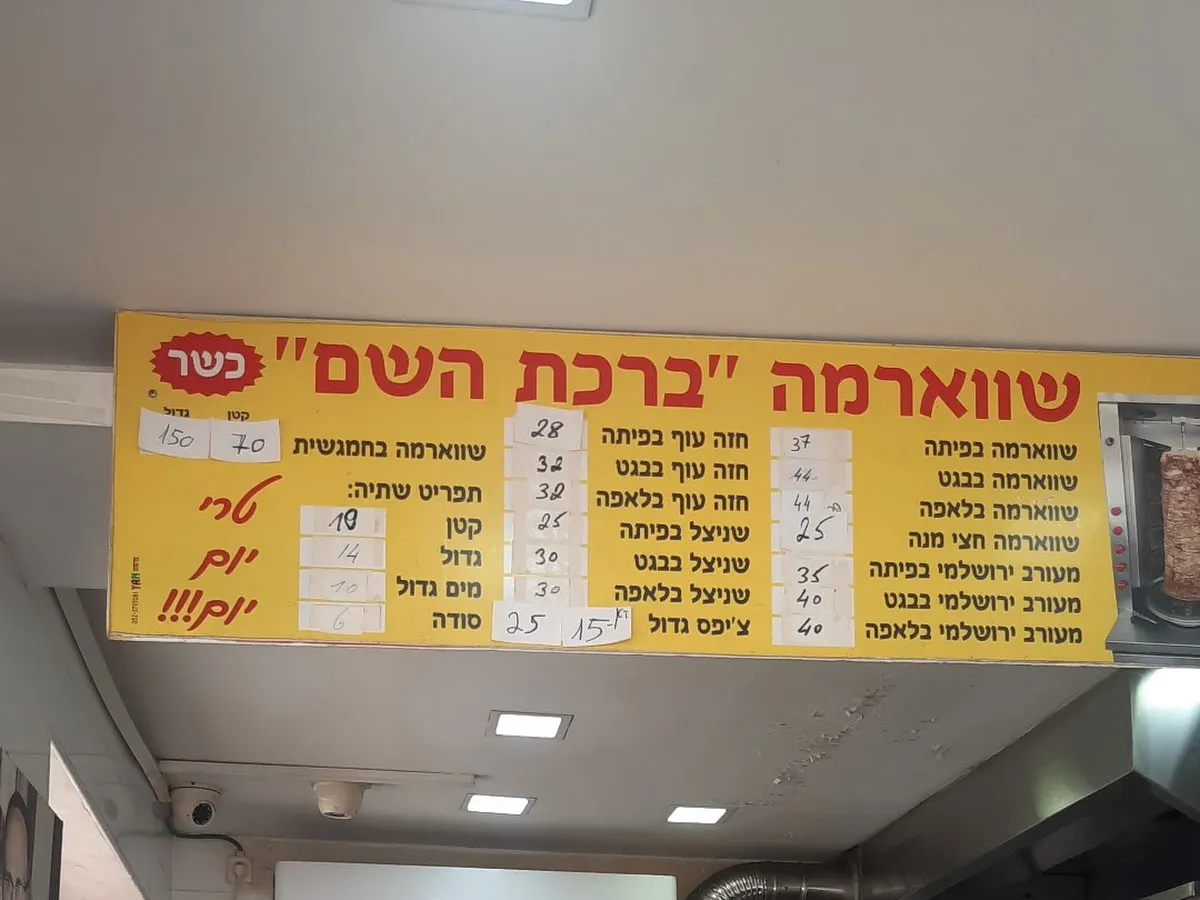 שווארמה "ברכת השם"
כשר
שווארמה בפיתה 37
שווארמה בבגט 44
שווארמה בלאפה 44
שווארמה חצי מנה 25
מעורב ירושלמי בפיתה 35
מעורב ירושלמי בבגט 40
מעורב ירושלמי בלאפה 40
חזה עוף בפיתה 28
חזה עוף בבגט 32
חזה עוף בלאפה 32
שניצל בפיתה 25
שניצל בבגט 30
שניצל בלאפה 30
צ'יפס גדול 15 25
קטן גדול
שווארמה בחמגשית 70 150
תפריט שתיה:
קטן
גדול 14
מים גדול 10
סודה 6
טרי
יום
יום!!!